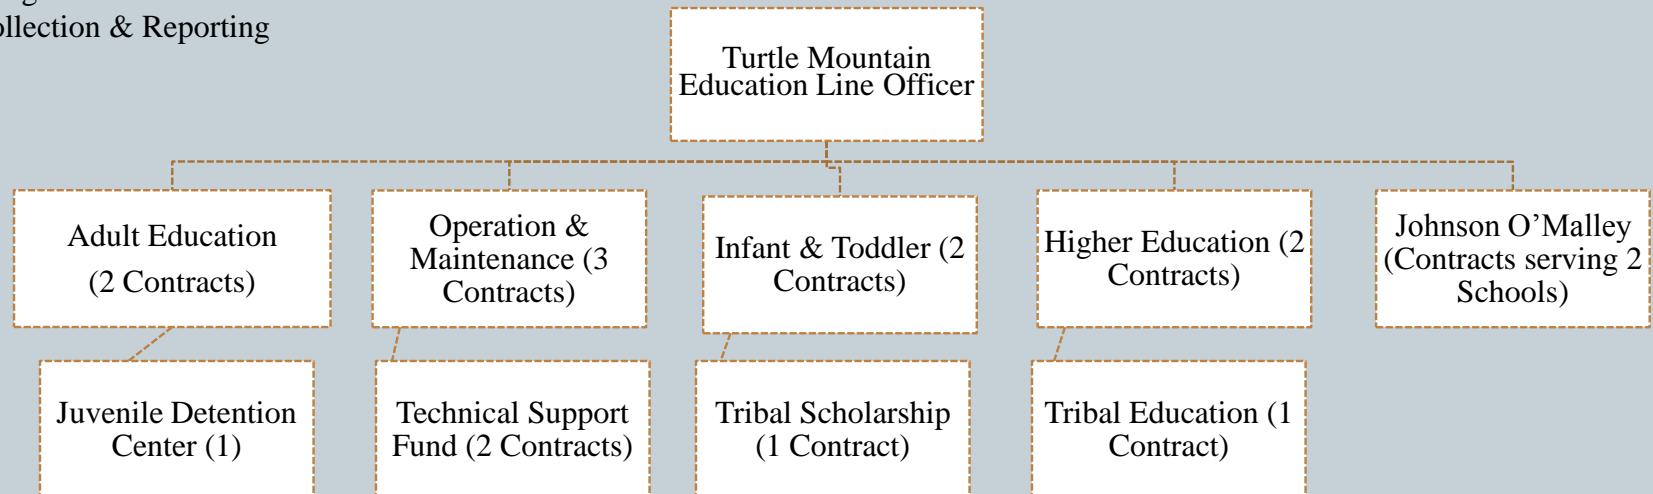 & Reporting
Turtle Mountain
Education Line Officer
Adult Education
(2 Contracts)
Operation &
Maintenance (3
Contracts)
Infant & Toddler (2
Contracts)
Higher Education (2
Contracts)
Johnson O’Malley
(Contracts serving 2
Schools)
Juvenile Detention
Center (1)
Technical Support
Fund (2 Contracts)
Tribal Scholarship
(1 Contract)
Tribal Education (1
Contract)